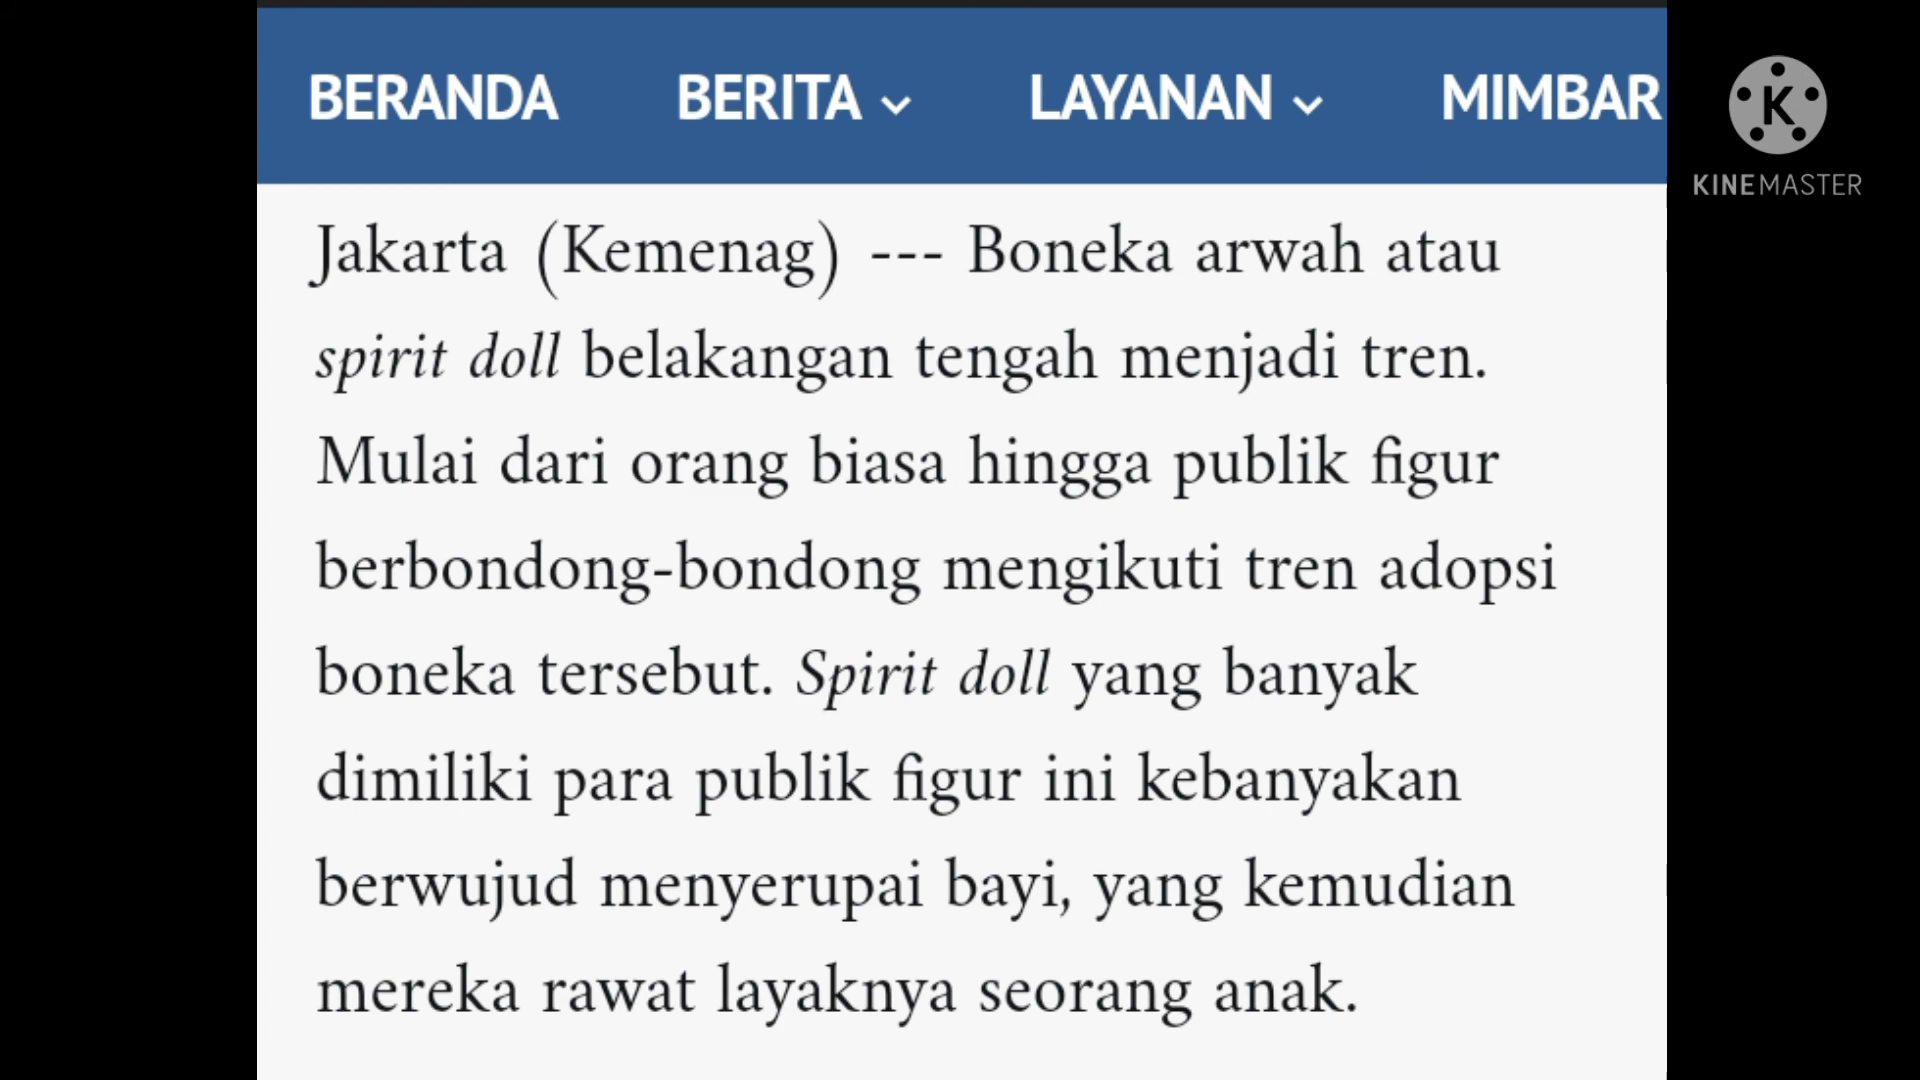 BERANDA BERITA LAYANAN MIMBAR
K
KINEMASTER
Jakarta (Kemenag) --- Boneka arwah atau
spirit doll belakangan tengah menjadi tren.
Mulai dari orang biasa hingga publik figur
berbondong-bondong mengikuti tren adopsi
boneka tersebut. Spirit doll yang banyak
dimiliki para publik figur ini kebanyakan
berwujud menyerupai bayi, yang kemudian
mereka rawat layaknya seorang anak.